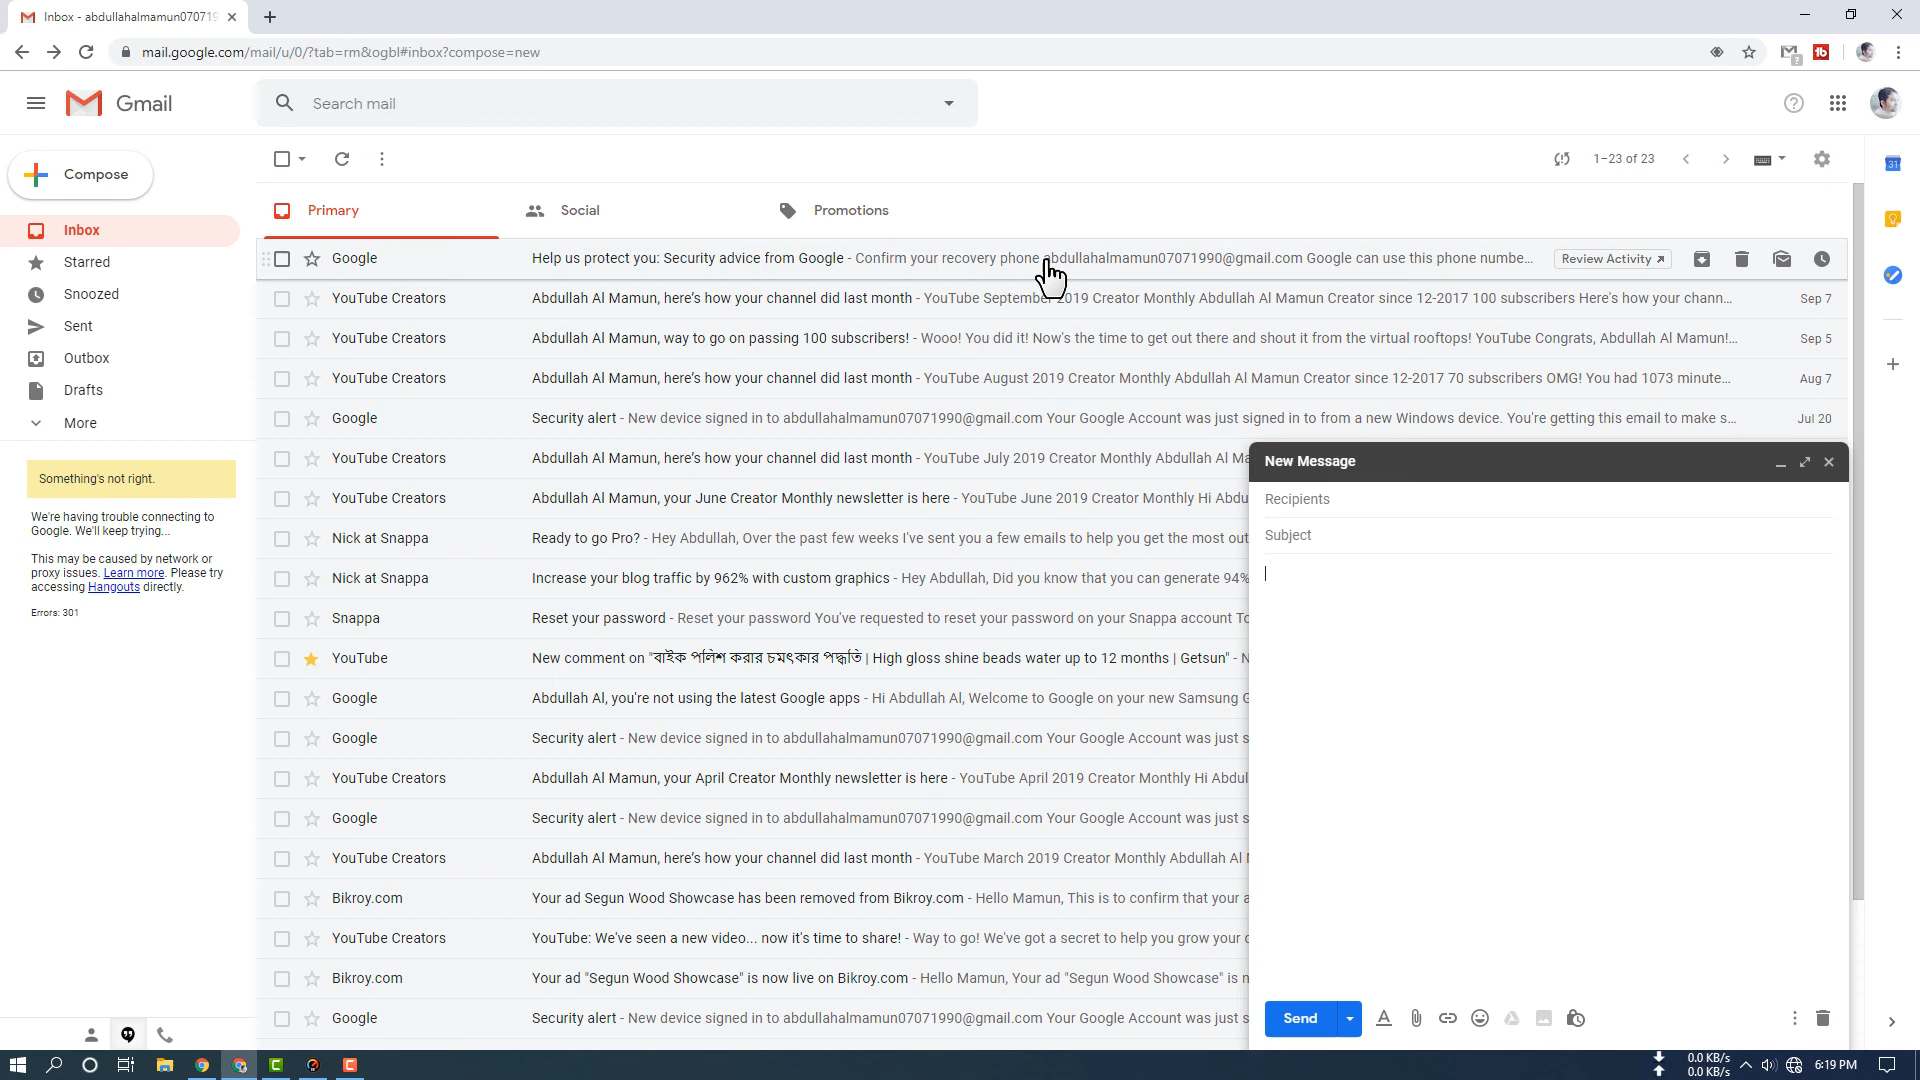 Inbox - abdullahalmamun070719
mail.google.com/mail/u/0/?tab=rm&ogbl#inbox?compose=new
Gmail
Search mail
Compose
1–23 of 23
Inbox
Starred
Snoozed
Sent
Outbox
Drafts
More
Something's not right.
We're having trouble connecting to
Google. We'll keep trying...
This may be caused by network or
proxy issues. Learn more. Please try
accessing Hangouts directly.
Errors: 301
Primary
Social
Promotions
Google Help us protect you: Security advice from Google - Confirm your recovery phone abdullahalmamun07071990@gmail.com Google can use this phone numbe... Review Activity
YouTube Creators Abdullah Al Mamun, here's how your channel did last month - YouTube September 2019 Creator Monthly Abdullah Al Mamun Creator since 12-2017 100 subscribers Here's how your chann... Sep 7
YouTube Creators Abdullah Al Mamun, way to go on passing 100 subscribers! - Wooo! You did it! Now's the time to get out there and shout it from the virtual rooftops! YouTube Congrats, Abdullah Al Mamun!... Sep 5
YouTube Creators Abdullah Al Mamun, here's how your channel did last month - YouTube August 2019 Creator Monthly Abdullah Al Mamun Creator since 12-2017 70 subscribers OMG! You had 1073 minute... Aug 7
Google Security alert - New device signed in to abdullahalmamun07071990@gmail.com Your Google Account was just signed in to from a new Windows device. You're getting this email to make s... Jul 20
YouTube Creators Abdullah Al Mamun, here's how your channel did last month - YouTube July 2019 Creator Monthly Abdullah Al Ma
YouTube Creators Abdullah Al Mamun, your June Creator Monthly newsletter is here - YouTube June 2019 Creator Monthly Hi Abdul
Nick at Snappa Ready to go Pro? - Hey Abdullah, Over the past few weeks I've sent you a few emails to help you get the most out
Nick at Snappa Increase your blog traffic by 962% with custom graphics - Hey Abdullah, Did you know that you can generate 94%
Snappa Reset your password - Reset your password You've requested to reset your password on your Snappa account To
YouTube New comment on "বাইক পলিশ করার চমৎকার পদ্ধতি | High gloss shine beads water up to 12 months | Getsun" - N
Google Abdullah Al, you're not using the latest Google apps - Hi Abdullah Al, Welcome to Google on your new Samsung G
Google Security alert - New device signed in to abdullahalmamun07071990@gmail.com Your Google Account was just s
YouTube Creators Abdullah Al Mamun, your April Creator Monthly newsletter is here - YouTube April 2019 Creator Monthly Hi Abdul
Google Security alert - New device signed in to abdullahalmamun07071990@gmail.com Your Google Account was just s
YouTube Creators Abdullah Al Mamun, here's how your channel did last month - YouTube March 2019 Creator Monthly Abdullah Al
Bikroy.com Your ad Segun Wood Showcase has been removed from Bikroy.com - Hello Mamun, This is to confirm that your a
YouTube Creators YouTube: We've seen a new video... now it's time to share! - Way to go! We've got a secret to help you grow your c
Bikroy.com Your ad "Segun Wood Showcase" is now live on Bikroy.com - Hello Mamun, Your ad "Segun Wood Showcase" is n
Google Security alert - New device signed in to abdullahalmamun07071990@gmail.com Your Google Account was just s
New Message
Recipients
Subject
Send
31
0.0 KB/s
0.0 KB/s
6:19 PM